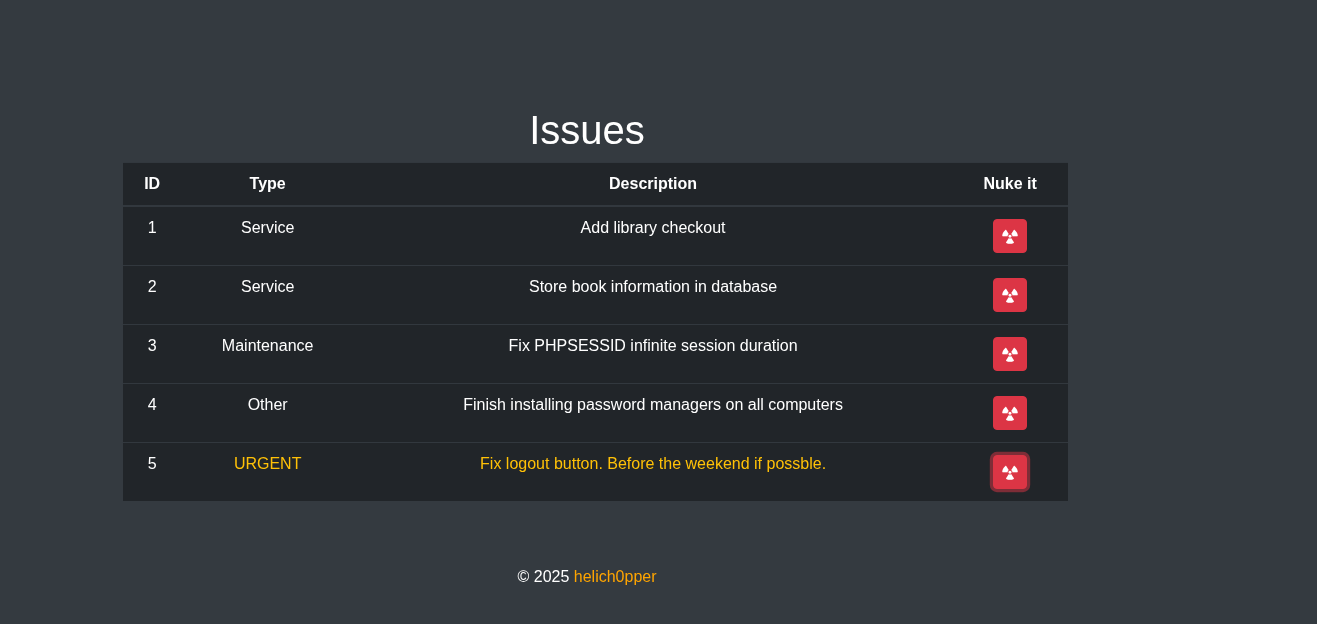 Issues
ID Type Description Nuke it
1 Service Add library checkout
2 Service Store book information in database
3 Maintenance Fix PHPSESSID infinite session duration
4 Other Finish installing password managers on all computers
5 URGENT Fix logout button. Before the weekend if possble.
© 2025 helich0pper